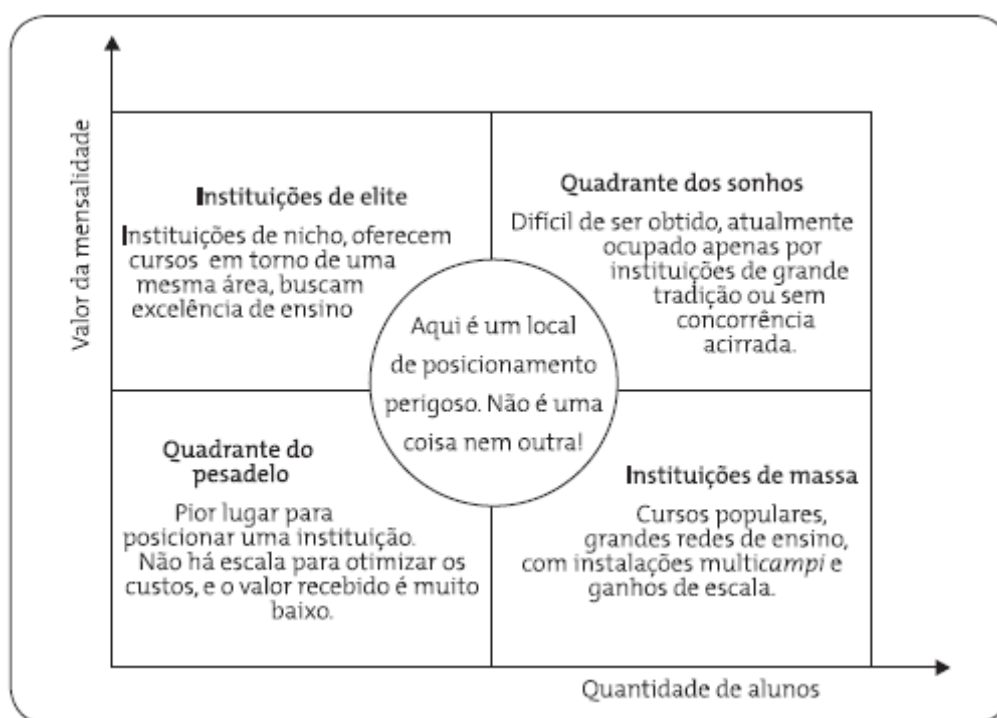 Valor da mensalidade
Instituições de elite
Instituições de nicho, oferecem
cursos em torno de uma
mesma área, buscam
excelência de ensino
Quadrante dos sonhos
Difícil de ser obtido, atualmente
ocupado apenas por
instituições de grande
tradição ou sem
concorrência
acirrada.
Aqui é um local
de posicionamento
perigoso. Não é uma
coisa nem outra!
Quadrante do
pesadelo
Pior lugar para
posicionar uma instituição.
Não há escala para otimizar os
custos, e o valor recebido é muito
baixo.
Instituições de massa
Cursos populares,
grandes redes de ensino,
com instalações multicampi e
ganhos de escala.
Quantidade de alunos